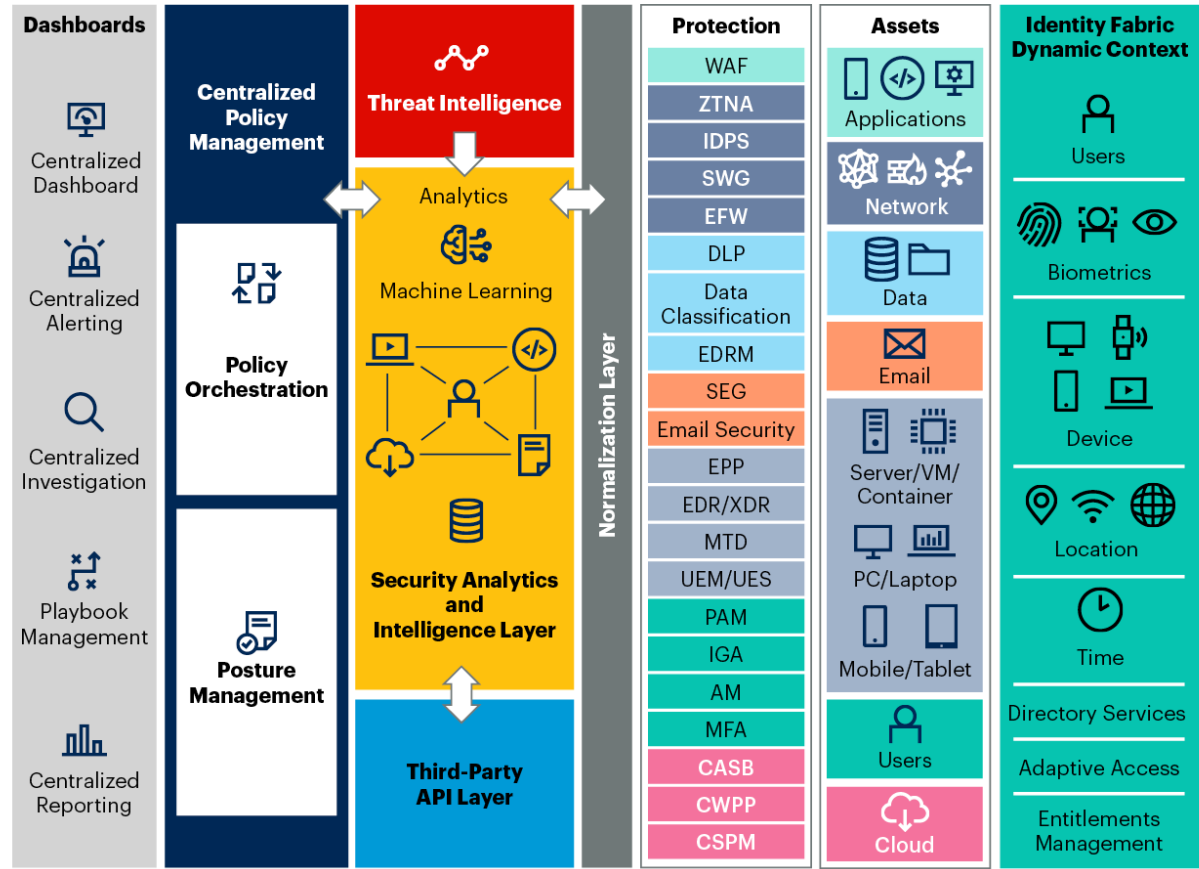 Dashboards
Centralized
Dashboard
Centralized
Alerting
Centralized
Investigation
Playbook
Management
Centralized
Reporting
Centralized
Policy
Management
Policy
Orchestration
Posture
Management
Threat Intelligence
Analytics
Machine Learning
Security Analytics
and
Intelligence Layer
Third-Party
API Layer
Normalization Layer
Protection
WAF
ZTNA
IDPS
SWG
EFW
DLP
Data
Classification
EDRM
SEG
Email Security
EPP
EDR/XDR
MTD
UEM/UES
PAM
IGA
AM
MFA
CASB
CWPP
CSPM
Assets
Applications
Network
Data
Email
Server/VM/
Container
PC/Laptop
Mobile/Tablet
Users
Cloud
Identity Fabric
Dynamic Context
Users
Biometrics
Device
Location
Time
Directory Services
Adaptive Access
Entitlements
Management